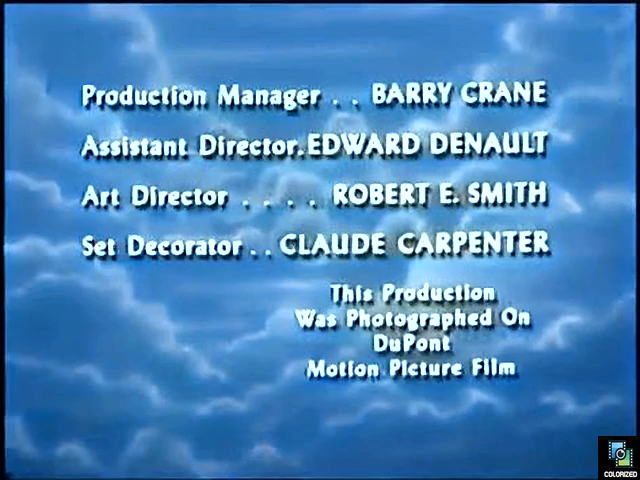 Production Manager . . BARRY CRANE
Assistant Director.EDWARD DENAULT
Art Director . . . . ROBERT E. SMITH
Set Decorator . . CLAUDE CARPENTER
This Production
Was Photographed On
DuPont
Motion Picture Film
COLORIZED